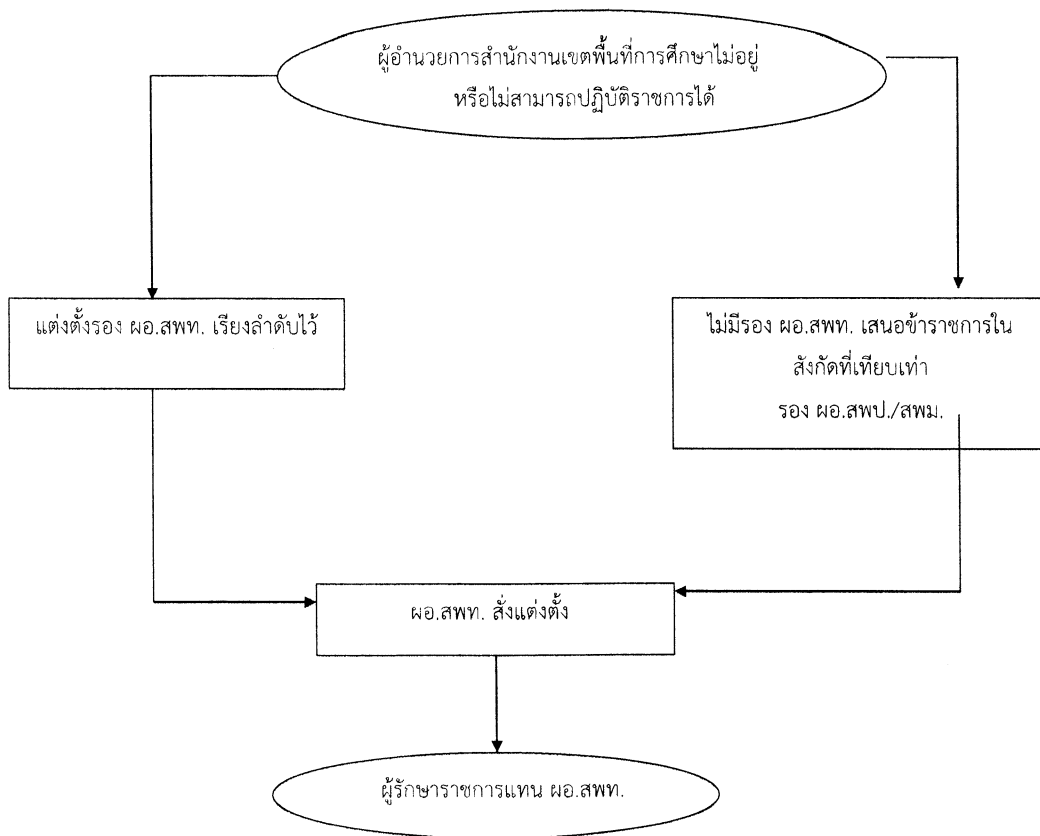 ผู้อำนวยการสำนักงานเขตพื้นที่การศึกษาไม่อยู่
หรือไม่สามารถปฏิบัติราชการได้
แต่งตั้งรอง ผอ.สพท. เรียงลำดับไว้
ไม่มีรอง ผอ.สพท. เสนอข้าราชการใน
สังกัดที่เทียบเท่า
รอง ผอ.สพป./สพม.
ผอ.สพท. สั่งแต่งตั้ง
ผู้รักษาราชการแทน ผอ.สพท.